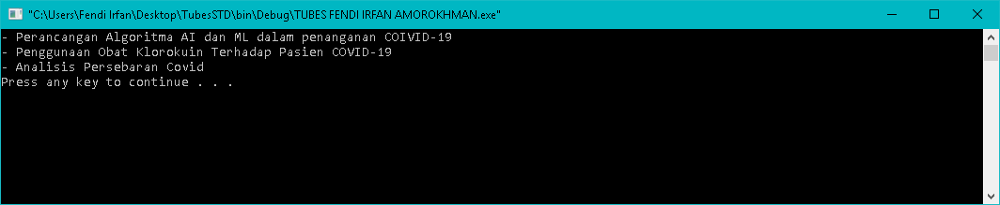 "C:\Users\Fendi Irfan\Desktop\TubesSTD\bin\Debug\TUBES FENDI IRFAN AMOROKHMAN.exe"
- Perancangan Algoritma AI dan ML dalam penanganan COIVID-19
- Penggunaan Obat Klorokuin Terhadap Pasien COVID-19
- Analisis Persebaran Covid
Press any key to continue . . .